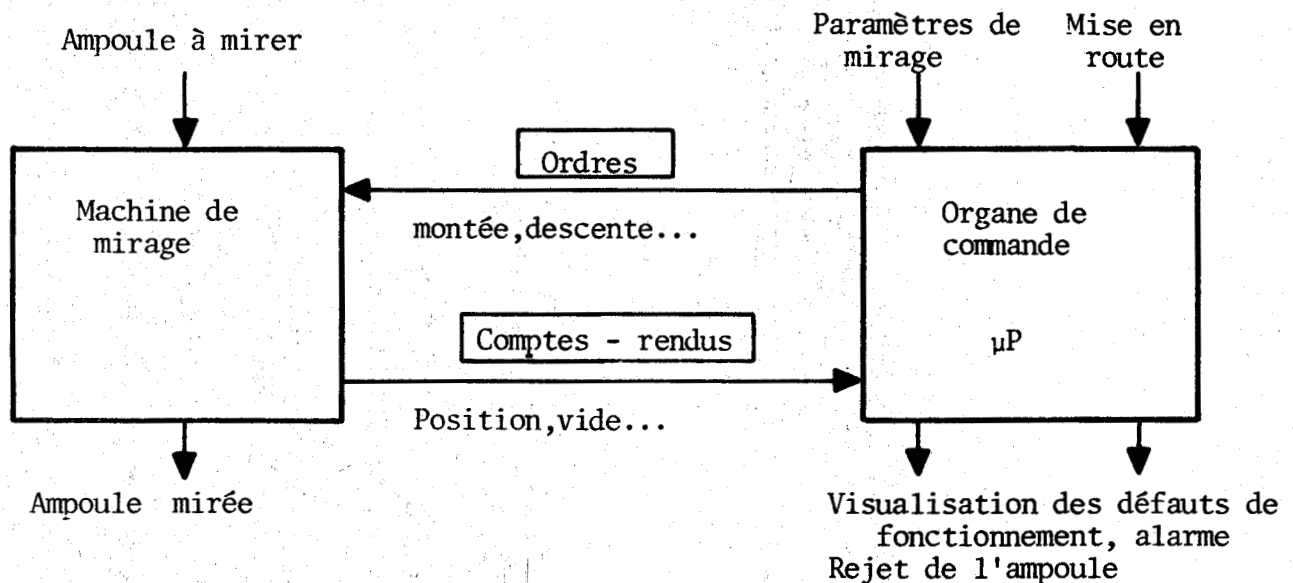 Ampoule à mirer
Paramètres de
mirage
Mise en
route
Ordres
Machine de
mirage
montée,descente...
Organe de
commande
µP
Comptes - rendus
Position,vide...
Ampoule mirée
Visualisation des défauts de
fonctionnement, alarme
Rejet de l'ampoule